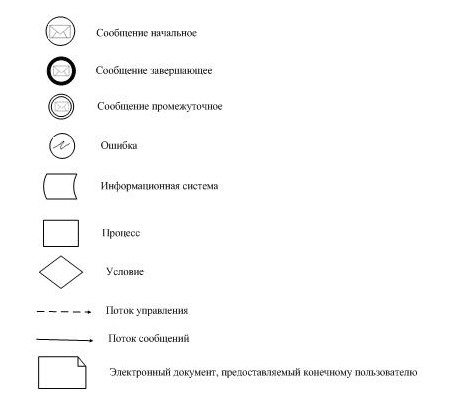 Сообщение начальное
Сообщение завершающее
Сообщение промежуточное
Ошибка
Информационная система
Процесс
Условие
Поток управления
Поток сообщений
Электронный документ, предоставляемый конечному пользователю